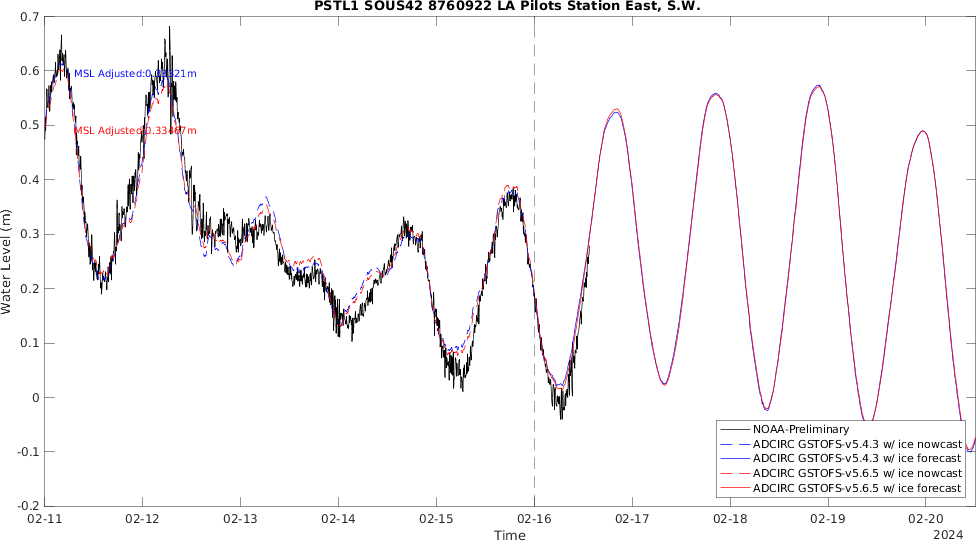 PSTL1 SOUS42 8760922 LA Pilots Station East, S.W.
0.7
0.6
0.5
0.4
0.3
0.2
0.1
0
-0.1
-0.2
Water Level (m)
MSL Adjusted:
MSL Adjusted
NOAA-Preliminary
ADCIRC GSTOFS-v5.4.3 w/ ice nowcast
ADCIRC GSTOFS-v5.4.3 w/ ice forecast
ADCIRC GSTOFS-v5.6.5 w/ ice nowcast
ADCIRC GSTOFS-v5.6.5 w/ ice forecast
02-11 02-12 02-13 02-14 02-15 02-16 02-17 02-18 02-19 02-20
Time
2024